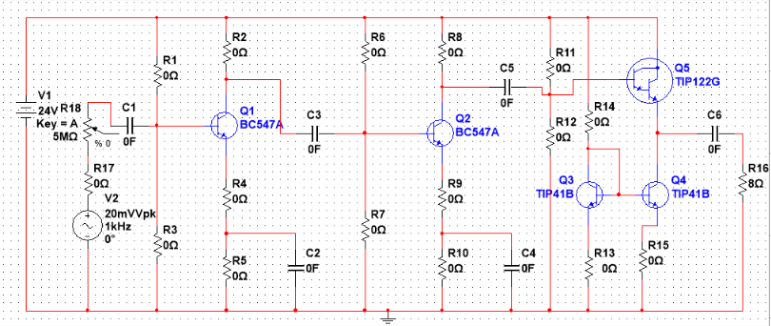 V1
24V
R18
Key = A
5MΩ
% 0
C1
0F
R1
0Ω
R2
0Ω
Q1
BC547A
C3
0F
R6
0Ω
R8
0Ω
C5
0F
R11
0Ω
Q5
TIP122G
Q2
BC547A
R12
0Ω
R14
0Ω
C6
0F
R16
8Ω
R17
0Ω
V2
20mVVpk
1kHz
0°
R3
0Ω
R4
0Ω
R5
0Ω
C2
0F
R7
0Ω
R9
0Ω
R10
0Ω
C4
0F
Q3
TIP41B
Q4
TIP41B
R13
0Ω
R15
0Ω